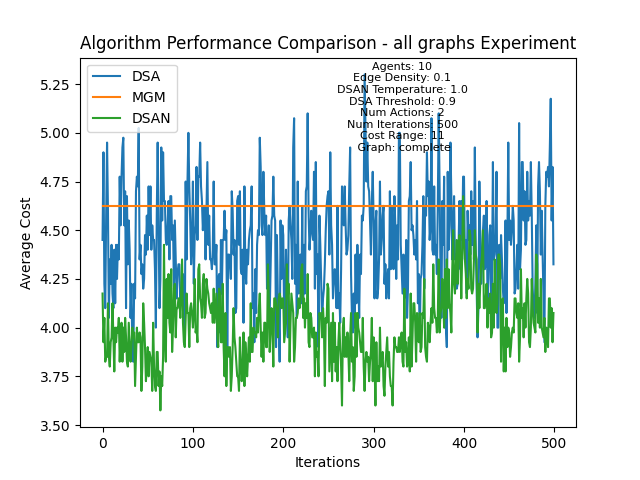 Algorithm Performance Comparison - all graphs Experiment
DSA
MGM
DSAN
Agents: 10
Edge Density: 0.1
DSAN Temperature: 1.0
DSA Threshold: 0.9
Num Actions: 2
Num Iterations: 500
Cost Range: 11
Graph: complete
Average Cost
5.25
5.00
4.75
4.50
4.25
4.00
3.75
3.50
0
100
200
300
400
500
Iterations